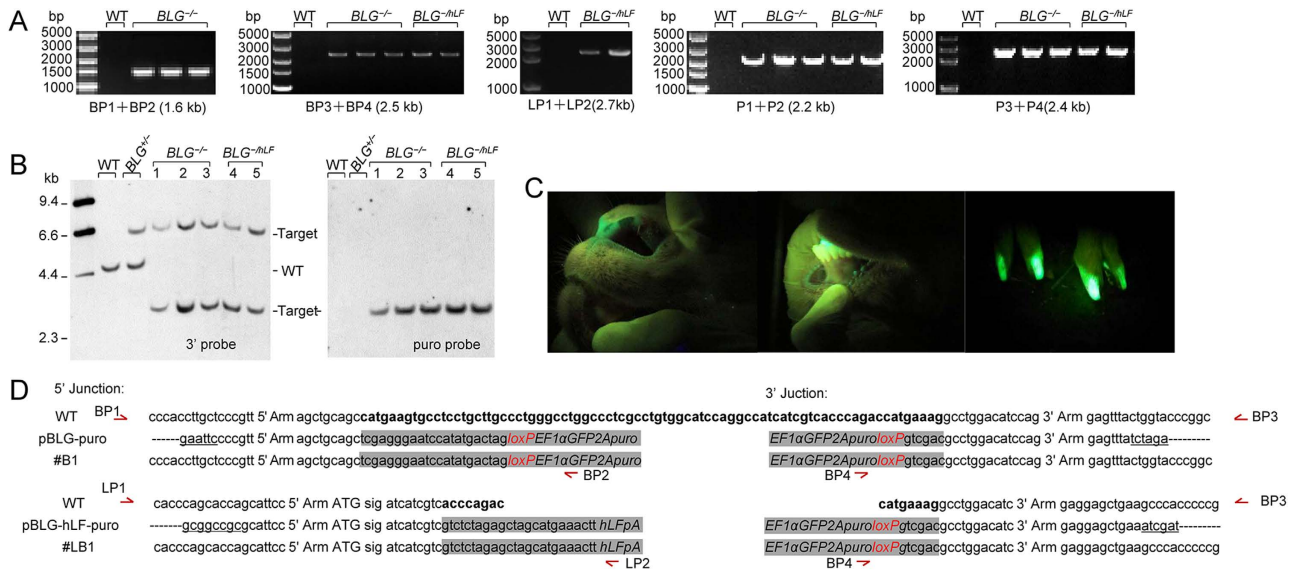 A
bp WT BLG–/–
5000
3000
2000
1500
1000
BP1+BP2 (1.6 kb)
bp WT BLG–/– BLG–/hLF
5000
3000
2000
1000
BP3+BP4 (2.5 kb)
bp WT BLG–/hLF
5000
3000
2000
1000
LP1+LP2(2.7kb)
bp WT BLG–/– BLG–/hLF
5000
3000
2000
1000
P1+P2 (2.2 kb)
bp WT BLG–/– BLG–/hLF
5000
3000
2000
1000
P3+P4(2.4 kb)
B
kb WT BLG+/– BLG–/– BLG–/hLF
1 2 3 4 5
9.4
6.6
4.4
2.3
-Target
- WT
-Target-
3' probe
WT BLG+/– BLG–/– BLG–/hLF
1 2 3 4 5
puro probe
C
D
5' Junction: 3' Juction:
WT BP1 cccaccttgctcccgtt 5' Arm agctgcagccatgaagtgcctcctgcttgccctgggcctggccctcgcctgtggcatccaggccatcatcgtcacccagaccatgaaaggcctggacatccag 3' Arm gagtttactggtacccggc BP3
pBLG-puro ------gaattcccgtt 5' Arm agctgcagctcgagggaatccatatgactagloxPEF1αGFP2Apuro EF1αGFP2ApuroloxPgtcgacgcctggacatccag 3' Arm gagtttatctaga---------
#B1 cccaccttgctcccgtt 5' Arm agctgcagctcgagggaatccatatgactagloxPEF1αGFP2Apuro EF1αGFP2ApuroloxPgtcgacgcctggacatccag 3' Arm gagtttactggtacccggc
BP2 BP4
WT LP1 cacccagcaccagcattcc 5' Arm ATG sig atcatcgtcacccagac catgaaaggcctggacatc 3' Arm gaggagctgaagcccacccccg BP3
pBLG-hLF-puro -------gcggccgcgcattcc 5' Arm ATG sig atcatcgtcgtctctagagctagcatgaaactt hLFpA EF1αGFP2ApuroloxPgtcgacgcctggacatc 3' Arm gaggagctgaaatcgat---------
#LB1 cacccagcaccagcattcc 5' Arm ATG sig atcatcgtcgtctctagagctagcatgaaactt hLFpA EF1αGFP2ApuroloxPgtcgacgcctggacatc 3' Arm gaggagctgaagcccacccccg
LP2 BP4